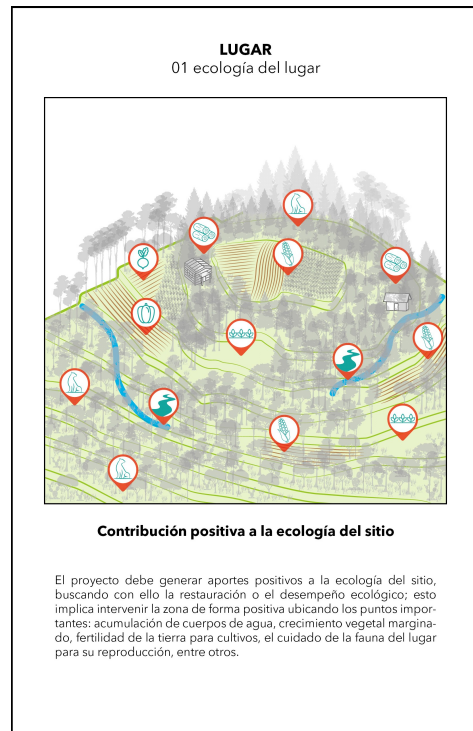 LUGAR
01 ecología del lugar
Contribución positiva a la ecología del sitio
El proyecto debe generar aportes positivos a la ecología del sitio,
buscando con ello la restauración o el desempeño ecológico; esto
implica intervenir la zona de forma positiva ubicando los puntos impor-
tantes: acumulación de cuerpos de agua, crecimiento vegetal margina-
do, fertilidad de la tierra para cultivos, el cuidado de la fauna del lugar
para su reproducción, entre otros.